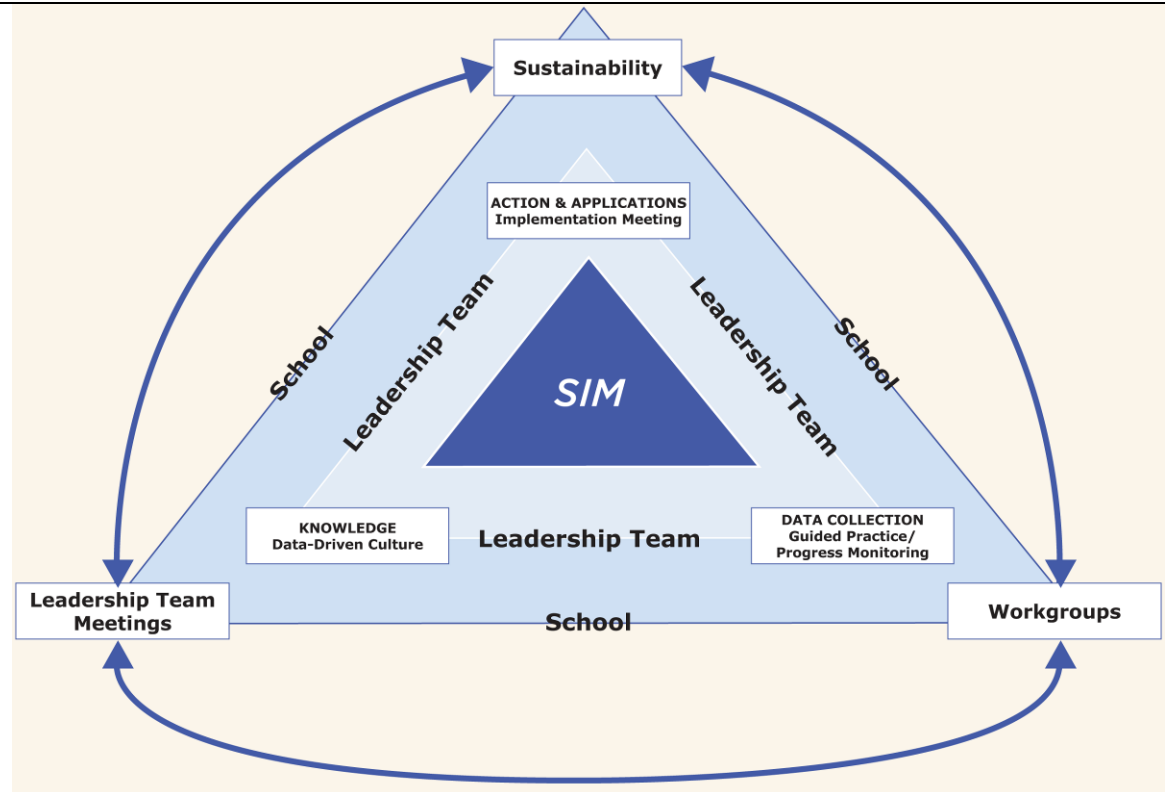 Sustainability
ACTION & APPLICATIONS
Implementation Meeting
School
Leadership Team
Leadership Team
School
SIM
KNOWLEDGE
Data-Driven Culture
Leadership Team
DATA COLLECTION
Guided Practice/
Progress Monitoring
Leadership Team
Meetings
School
Workgroups